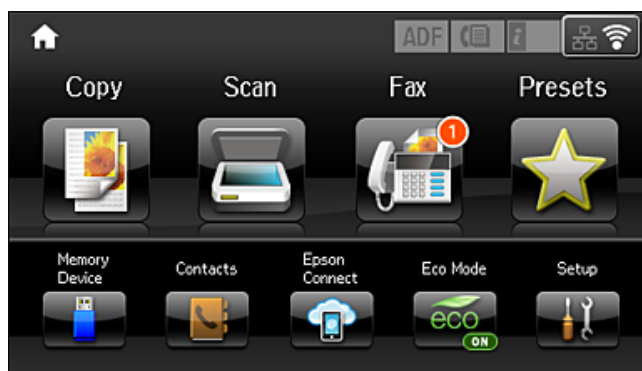 ADF i
Copy Scan Fax Presets
1
Memory Device Contacts Epson Connect Eco Mode Setup
eco
ON